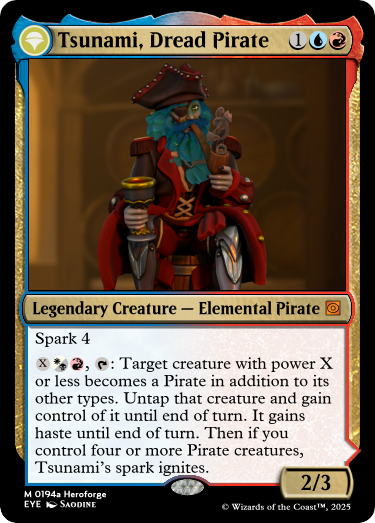 Tsunami, Dread Pirate 1
Legendary Creature — Elemental Pirate
Spark 4
X, : Target creature with power X
or less becomes a Pirate in addition to its
other types. Untap that creature and gain
control of it until end of turn. It gains
haste until end of turn. Then if you
control four or more Pirate creatures,
Tsunami's spark ignites.
2/3
M 0194a Heroforge
EYE Saodine
© Wizards of the Coast™, 2025